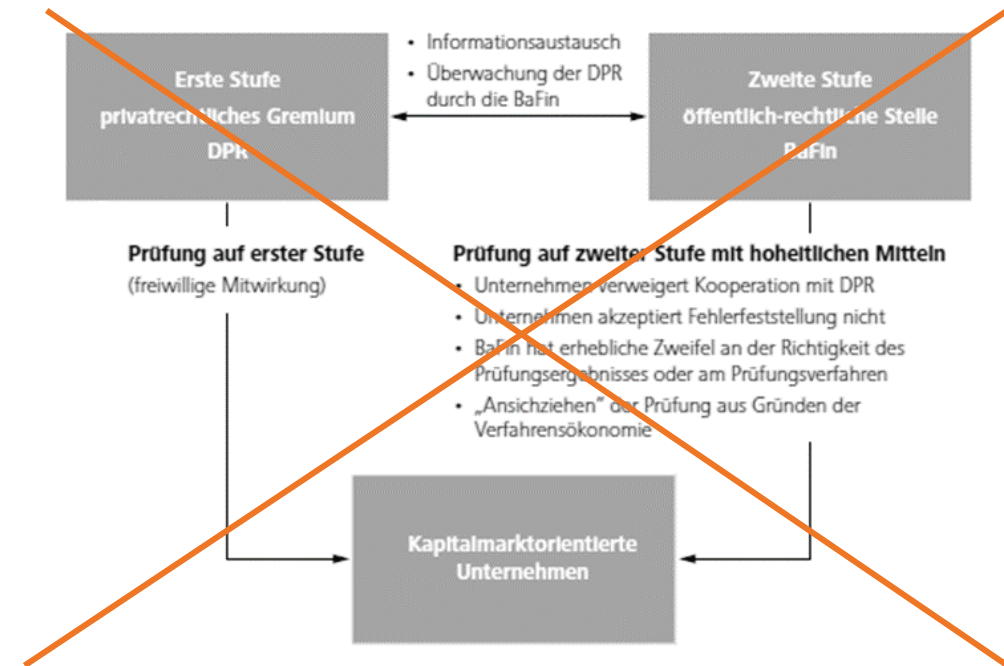 Erste Stufe
privatrechtliches Gremium
DPR
• Informationsaustausch
• Überwachung der DPR
durch die BaFin
Zweite Stufe
öffentlich-rechtliche Stelle
BaFin
Prüfung auf erster Stufe
(freiwillige Mitwirkung)
Prüfung auf zweiter Stufe mit hoheitlichen Mitteln
• Unternehmen verweigert Kooperation mit DPR
• Unternehmen akzeptiert Fehlerfeststellung nicht
• BaFin hat erhebliche Zweifel an der Richtigkeit des
Prüfungsergebnisses oder am Prüfungsverfahren
• „Ansichziehen“ der Prüfung aus Gründen der
Verfahrensökonomie
Kapitalmarktorientierte
Unternehmen